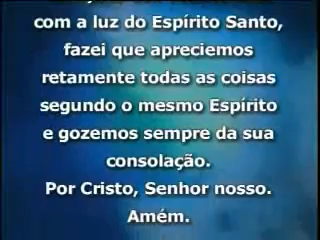 com a luz do Espírito Santo,
fazei que apreciemos
retamente todas as coisas
segundo o mesmo Espírito
e gozemos sempre da sua
consolação.
Por Cristo, Senhor nosso.
Amém.